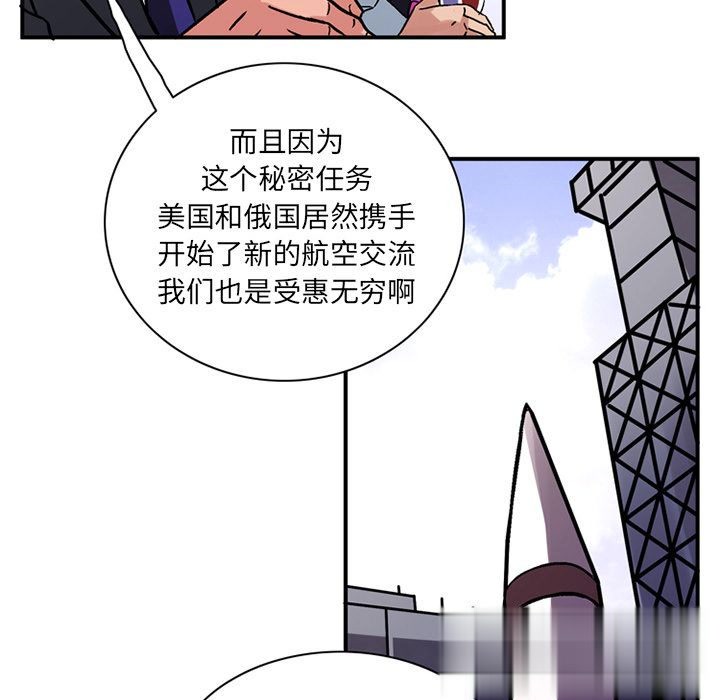 而且因为
这个秘密任务
美国和俄国居然携手
开始了新的航空交流
我们也是受惠无穷啊